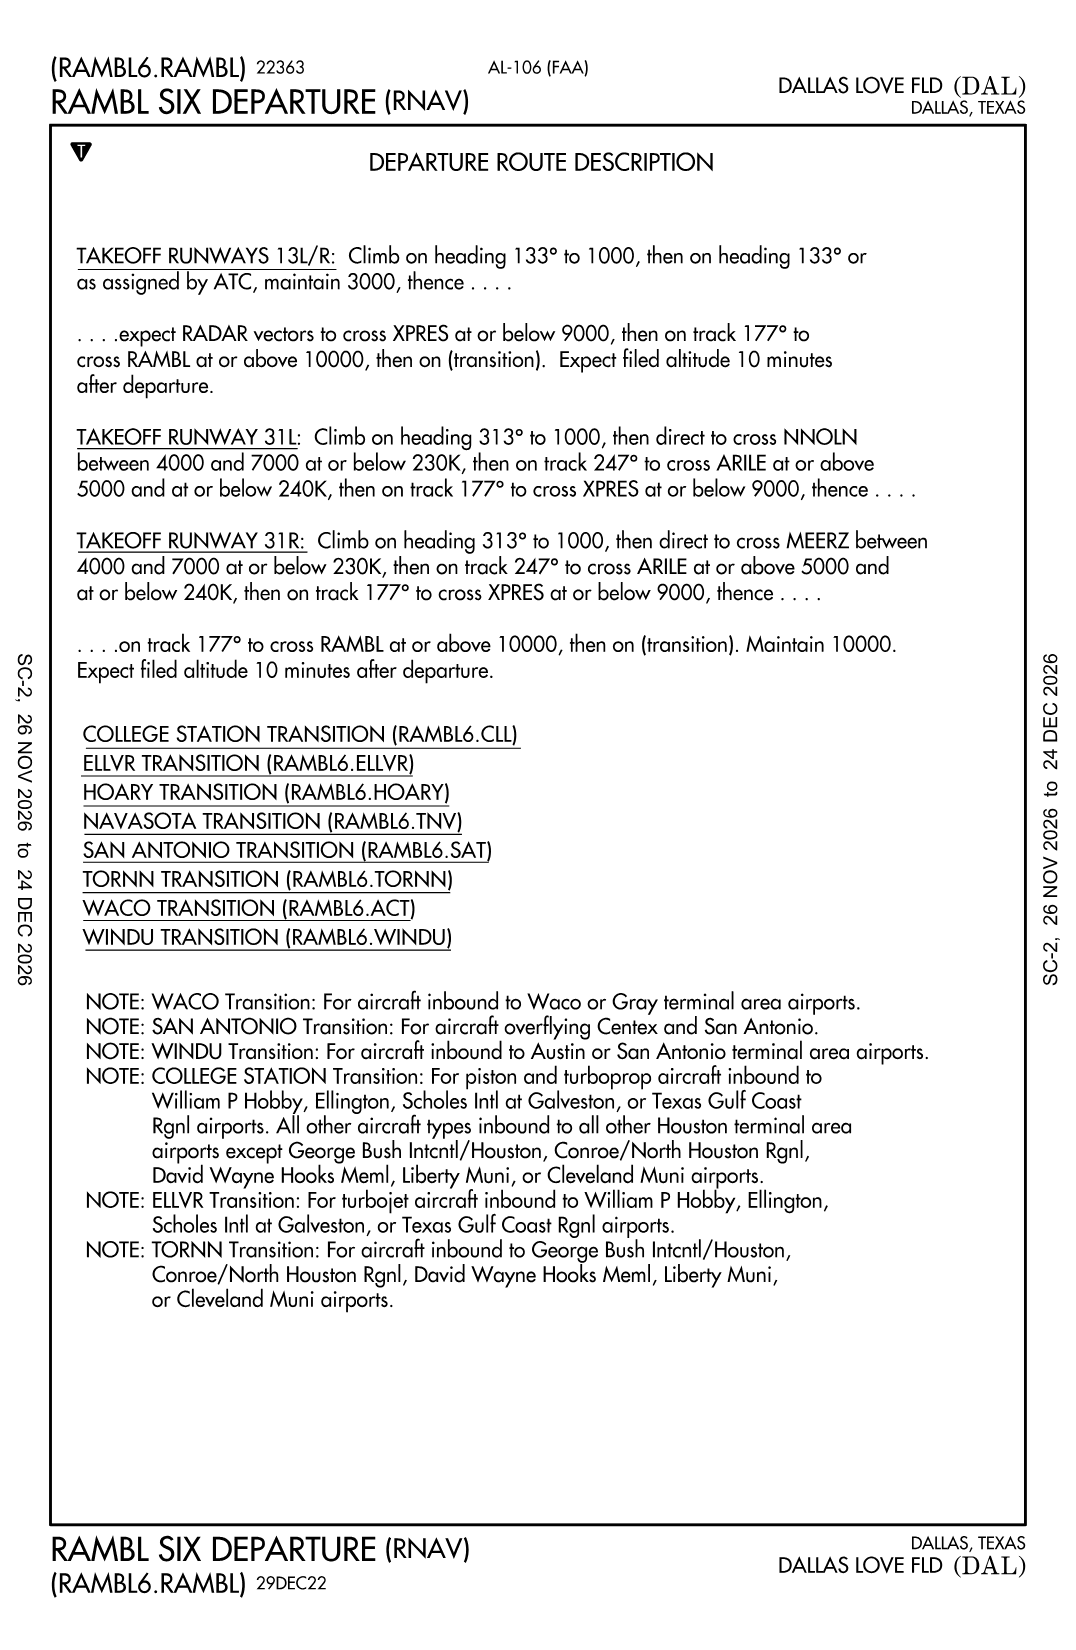 (RAMBL6.RAMBL) 22363
AL-106 (FAA)
RAMBL SIX DEPARTURE (RNAV)
DALLAS LOVE FLD (DAL)
DALLAS, TEXAS
T
DEPARTURE ROUTE DESCRIPTION
TAKEOFF RUNWAYS 13L/R: Climb on heading 133° to 1000, then on heading 133° or
as assigned by ATC, maintain 3000, thence . . . .
. . . .expect RADAR vectors to cross XPRES at or below 9000, then on track 177° to
cross RAMBL at or above 10000, then on (transition). Expect filed altitude 10 minutes
after departure.
TAKEOFF RUNWAY 31L: Climb on heading 313° to 1000, then direct to cross NNOLN
between 4000 and 7000 at or below 230K, then on track 247° to cross ARILE at or above
5000 and at or below 240K, then on track 177° to cross XPRES at or below 9000, thence . . . .
TAKEOFF RUNWAY 31R: Climb on heading 313° to 1000, then direct to cross MEERZ between
4000 and 7000 at or below 230K, then on track 247° to cross ARILE at or above 5000 and
at or below 240K, then on track 177° to cross XPRES at or below 9000, thence . . . .
. . . .on track 177° to cross RAMBL at or above 10000, then on (transition). Maintain 10000.
Expect filed altitude 10 minutes after departure.
COLLEGE STATION TRANSITION (RAMBL6.CLL)
ELLVR TRANSITION (RAMBL6.ELLVR)
HOARY TRANSITION (RAMBL6.HOARY)
NAVASOTA TRANSITION (RAMBL6.TNV)
SAN ANTONIO TRANSITION (RAMBL6.SAT)
TORNN TRANSITION (RAMBL6.TORNN)
WACO TRANSITION (RAMBL6.ACT)
WINDU TRANSITION (RAMBL6.WINDU)
NOTE: WACO Transition: For aircraft inbound to Waco or Gray terminal area airports.
NOTE: SAN ANTONIO Transition: For aircraft overflying Centex and San Antonio.
NOTE: WINDU Transition: For aircraft inbound to Austin or San Antonio terminal area airports.
NOTE: COLLEGE STATION Transition: For piston and turboprop aircraft inbound to
William P Hobby, Ellington, Scholes Intl at Galveston, or Texas Gulf Coast
Rgnl airports. All other aircraft types inbound to all other Houston terminal area
airports except George Bush Intcntl/Houston, Conroe/North Houston Rgnl,
David Wayne Hooks Meml, Liberty Muni, or Cleveland Muni airports.
NOTE: ELLVR Transition: For turbojet aircraft inbound to William P Hobby, Ellington,
Scholes Intl at Galveston, or Texas Gulf Coast Rgnl airports.
NOTE: TORNN Transition: For aircraft inbound to George Bush Intcntl/Houston,
Conroe/North Houston Rgnl, David Wayne Hooks Meml, Liberty Muni,
or Cleveland Muni airports.
SC-2, 26 NOV 2026 to 24 DEC 2026
SC-2, 26 NOV 2026 to 24 DEC 2026
RAMBL SIX DEPARTURE (RNAV)
(RAMBL6.RAMBL) 29DEC22
DALLAS, TEXAS
DALLAS LOVE FLD (DAL)